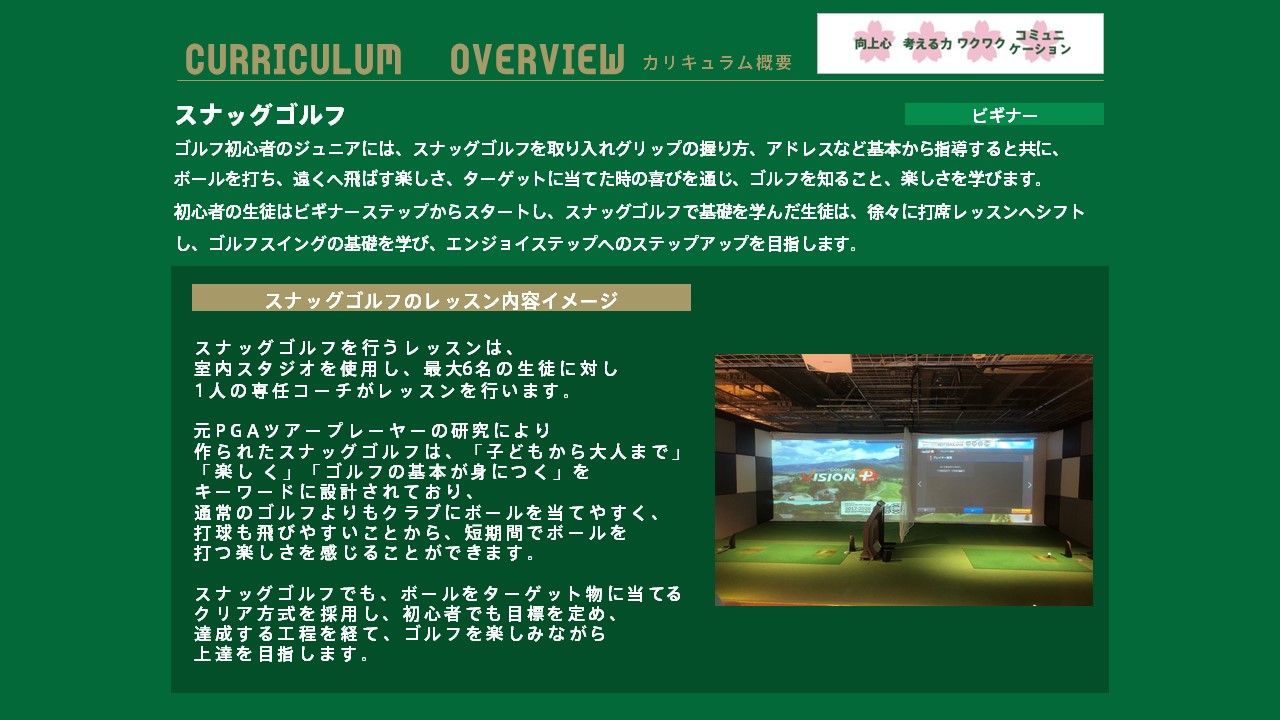 CURRICULUM OVERVIEW カリキュラム概要
向上心 考える力 ワクワク コミュニケーション
スナッグゴルフ
ビギナー
ゴルフ初心者のジュニアには、スナッグゴルフを取り入れグリップの握り方、アドレスなど基本から指導すると共に、
ボールを打ち、遠くへ飛ばす楽しさ、ターゲットに当てた時の喜びを通じ、ゴルフを知ること、楽しさを学びます。
初心者の生徒はビギナーステップからスタートし、スナッグゴルフで基礎を学んだ生徒は、徐々に打席レッスンへシフト
し、ゴルフスイングの基礎を学び、エンジョイステップへのステップアップを目指します。
スナッグゴルフのレッスン内容イメージ
スナッグゴルフを行うレッスンは、
室内スタジオを使用し、最大6名の生徒に対し
1人の専任コーチがレッスンを行います。
元PGAツアープレーヤーの研究により
作られたスナッグゴルフは、「子どもから大人まで」
「楽しく」「ゴルフの基本が身につく」を
キーワードに設計されており、
通常のゴルフよりもクラブにボールを当てやすく、
打球も飛びやすいことから、短期間でボールを
打つ楽しさを感じることができます。
スナッグゴルフでも、ボールをターゲット物に当てる
クリア方式を採用し、初心者でも目標を定め、
達成する工程を経て、ゴルフを楽しみながら
上達を目指します。
VISION